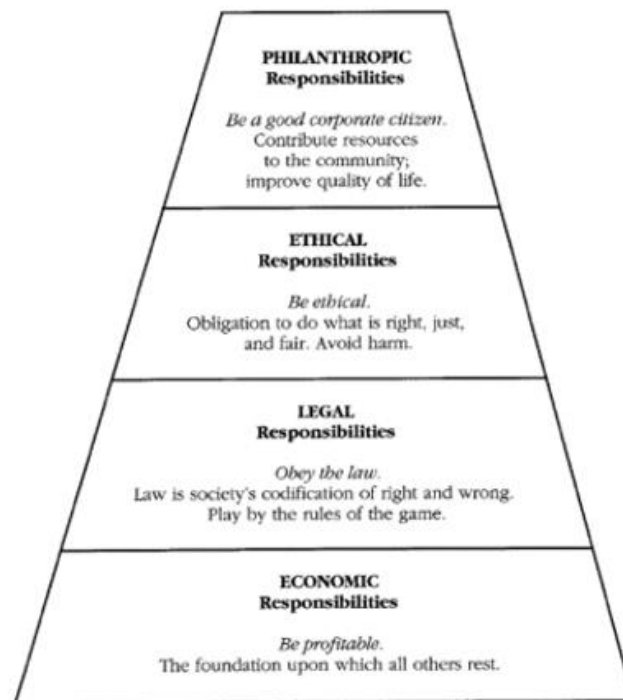 PHILANTHROPIC
Responsibilities
Be a good corporate citizen.
Contribute resources
to the community;
improve quality of life.
ETHICAL
Responsibilities
Be ethical.
Obligation to do what is right, just,
and fair. Avoid harm.
LEGAL
Responsibilities
Obey the law.
Law is society's codification of right and wrong.
Play by the rules of the game.
ECONOMIC
Responsibilities
Be profitable.
The foundation upon which all others rest.